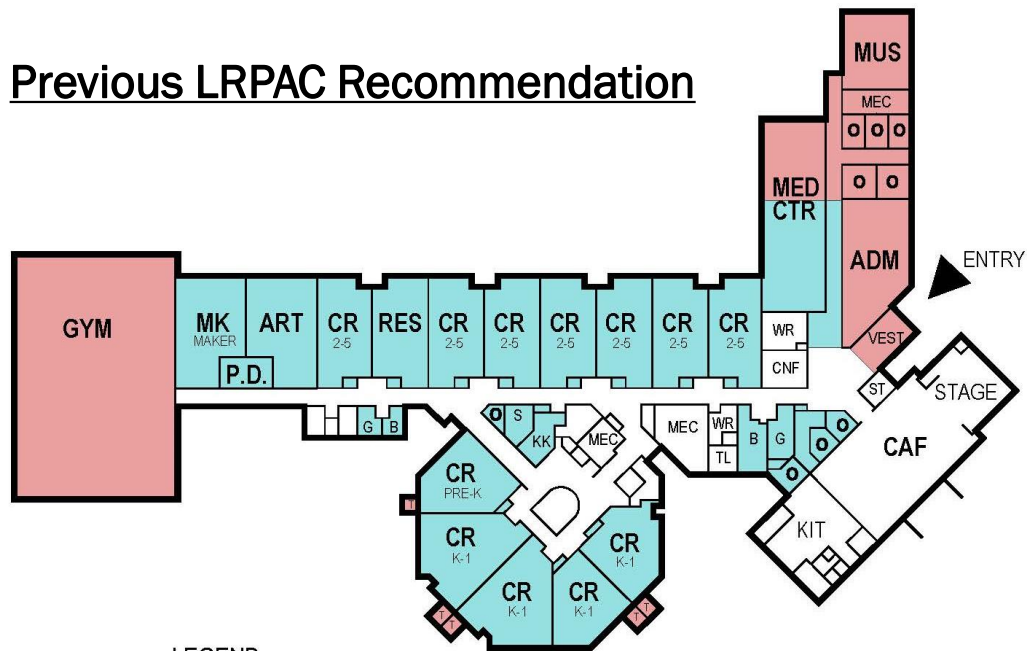 Previous LRPAC Recommendation
MUS
MEC
O O O
O O
MED
CTR
ADM
ENTRY
VEST
GYM
MK
MAKER
P.D.
ART
CR
2-5
RES
CR
2-5
CR
2-5
CR
2-5
CR
2-5
CR
2-5
CR
2-5
WR
CNF
ST
STAGE
CAF
KIT
G B
O
S
KK
MEC
MEC
WR
TL
B
G
O
O
O
CR
PRE-K
T
CR
K-1
CR
K-1
CR
K-1
CR
K-1
T
T
T
T